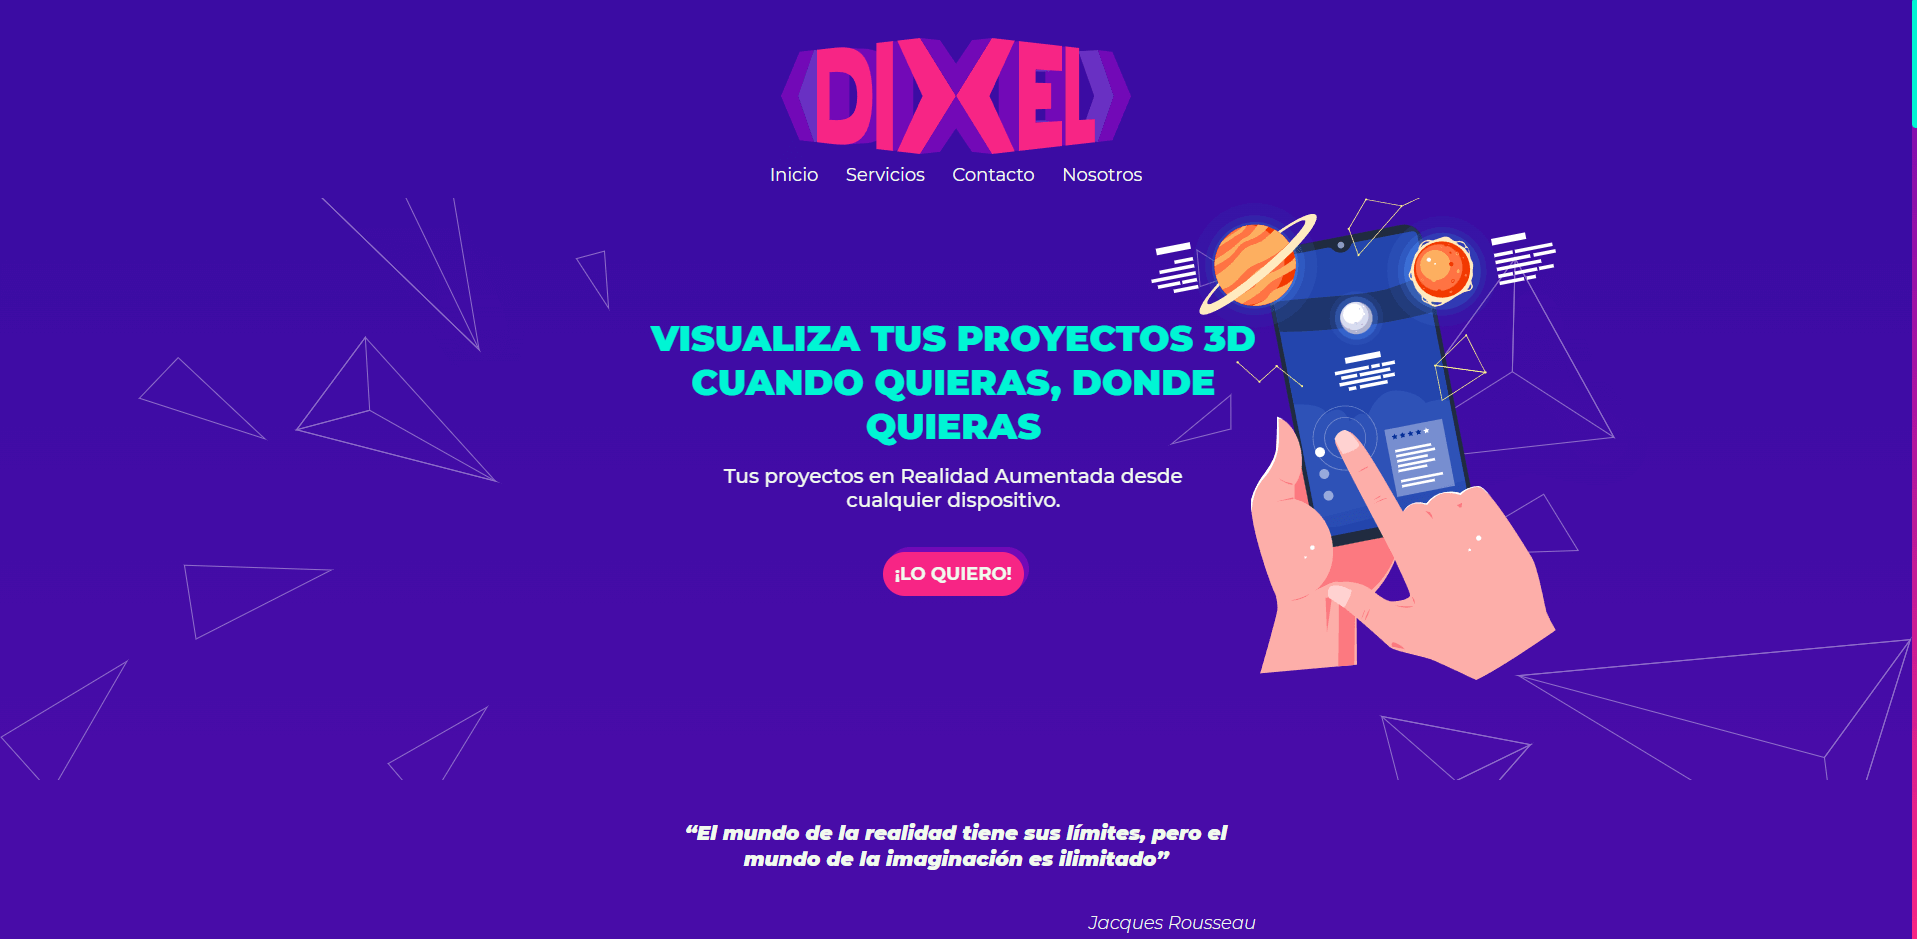 DIXEL
Inicio Servicios Contacto Nosotros
VISUALIZA TUS PROYECTOS 3D
CUANDO QUIERAS, DONDE
QUIERAS
Tus proyectos en Realidad Aumentada desde
cualquier dispositivo.
¡LO QUIERO!
“El mundo de la realidad tiene sus límites, pero el
mundo de la imaginación es ilimitado”
Jacques Rousseau